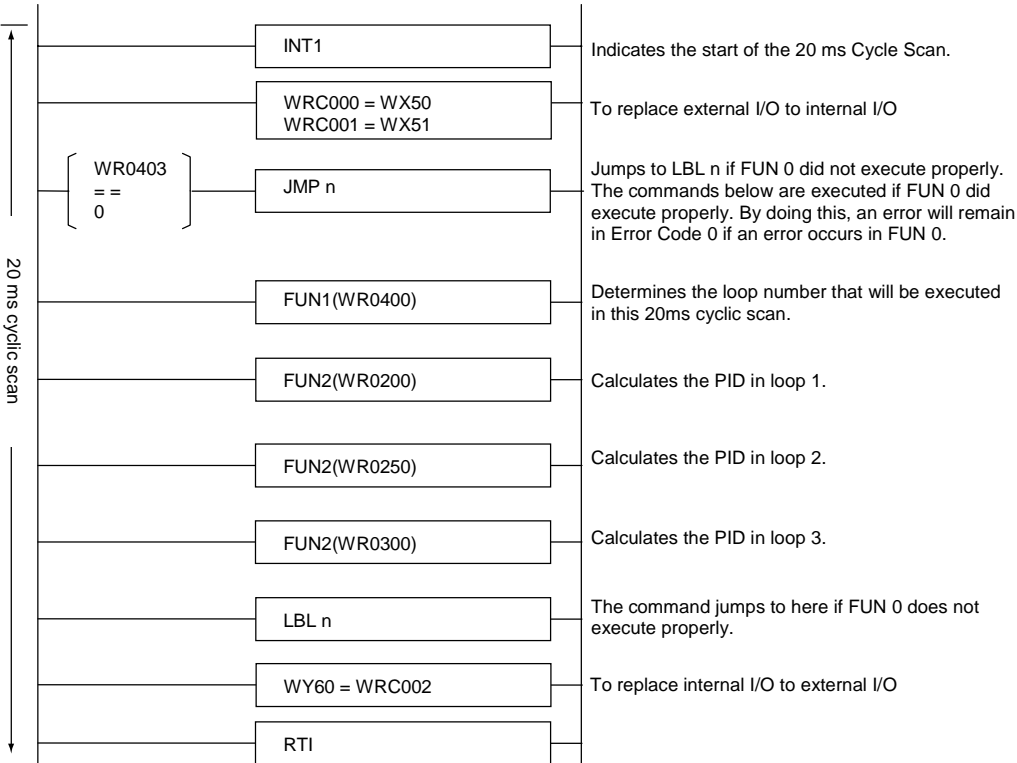 20 ms cyclic scan
INT1
Indicates the start of the 20 ms Cycle Scan.
WRC000 = WX50
WRC001 = WX51
To replace external I/O to internal I/O
WR0403
= =
0
JMP n
Jumps to LBL n if FUN 0 did not execute properly.
The commands below are executed if FUN 0 did
execute properly. By doing this, an error will remain
in Error Code 0 if an error occurs in FUN 0.
FUN1(WR0400)
Determines the loop number that will be executed
in this 20ms cyclic scan.
FUN2(WR0200)
Calculates the PID in loop 1.
FUN2(WR0250)
Calculates the PID in loop 2.
FUN2(WR0300)
Calculates the PID in loop 3.
LBL n
The command jumps to here if FUN 0 does not
execute properly.
WY60 = WRC002
To replace internal I/O to external I/O
RTI